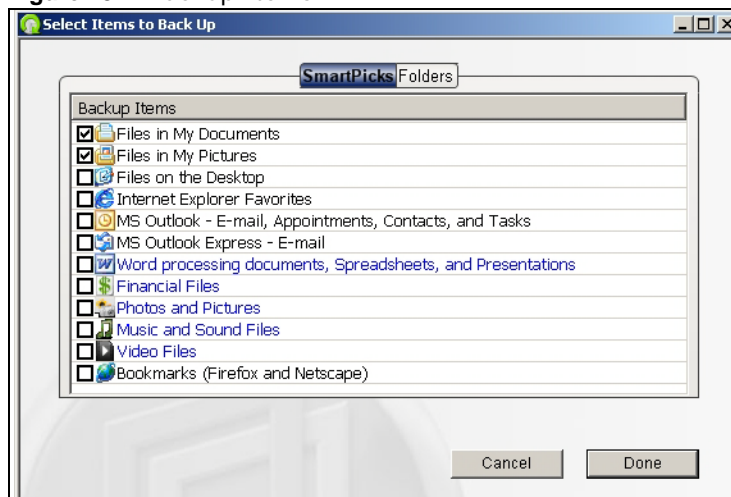 Select Items to Back Up
SmartPicks Folders
Backup Items
Files in My Documents
Files in My Pictures
Files on the Desktop
Internet Explorer Favorites
MS Outlook - E-mail, Appointments, Contacts, and Tasks
MS Outlook Express - E-mail
Word processing documents, Spreadsheets, and Presentations
Financial Files
Photos and Pictures
Music and Sound Files
Video Files
Bookmarks (Firefox and Netscape)
Cancel Done